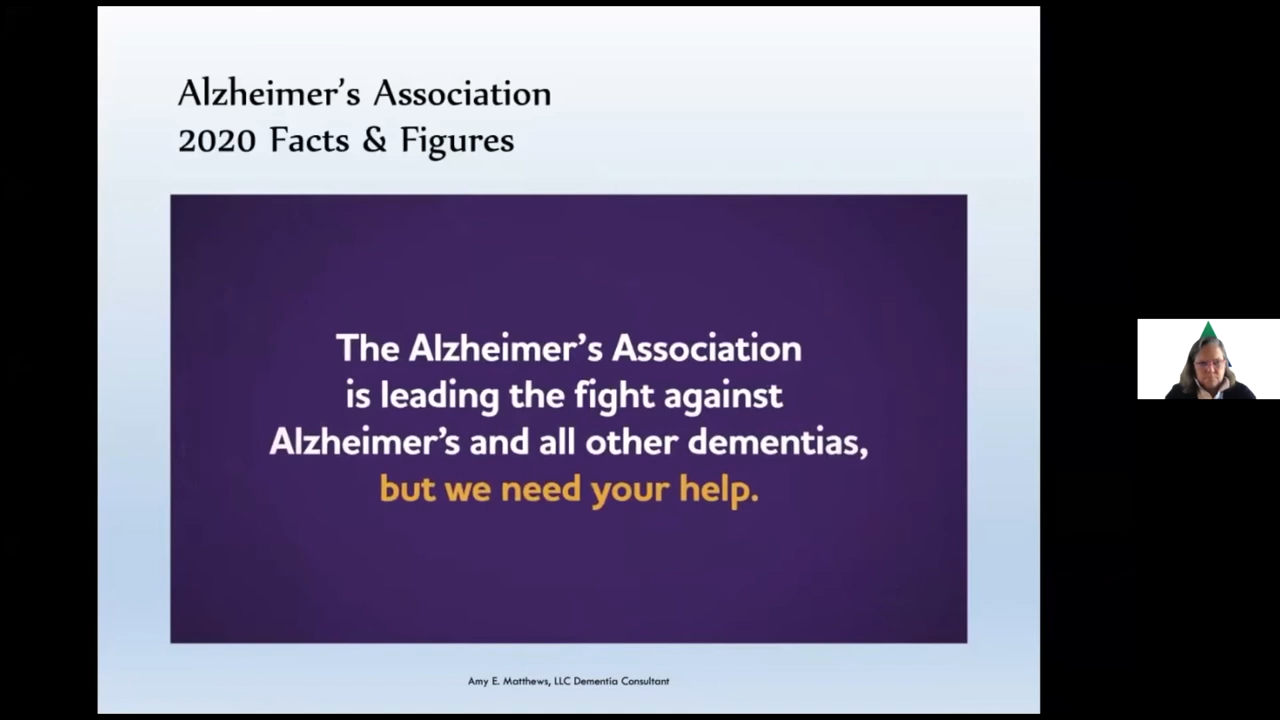 Alzheimer's Association
2020 Facts & Figures
The Alzheimer's Association
is leading the fight against
Alzheimer's and all other dementias,
but we need your help.
Amy E. Matthews, LLC Dementia Consultant